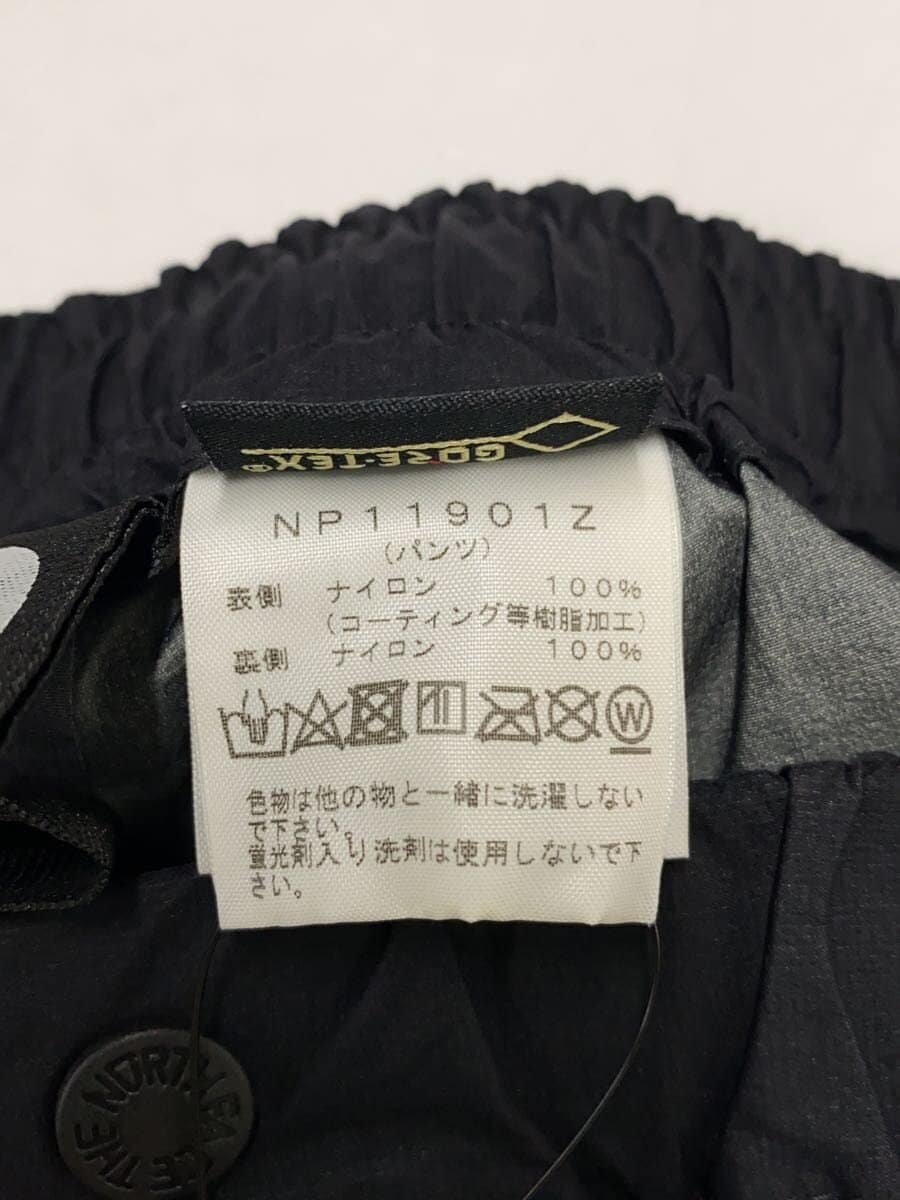 GORE-TEX®
NP11901Z
(パンツ)
表側 ナイロン 100%
(コーティング等樹脂加工)
裏側 ナイロン 100%
W
色物は他の物と一緒に洗濯しない
で下さい。
蛍光剤入り洗剤は使用しないで下
さい。
THE NORTH FACE